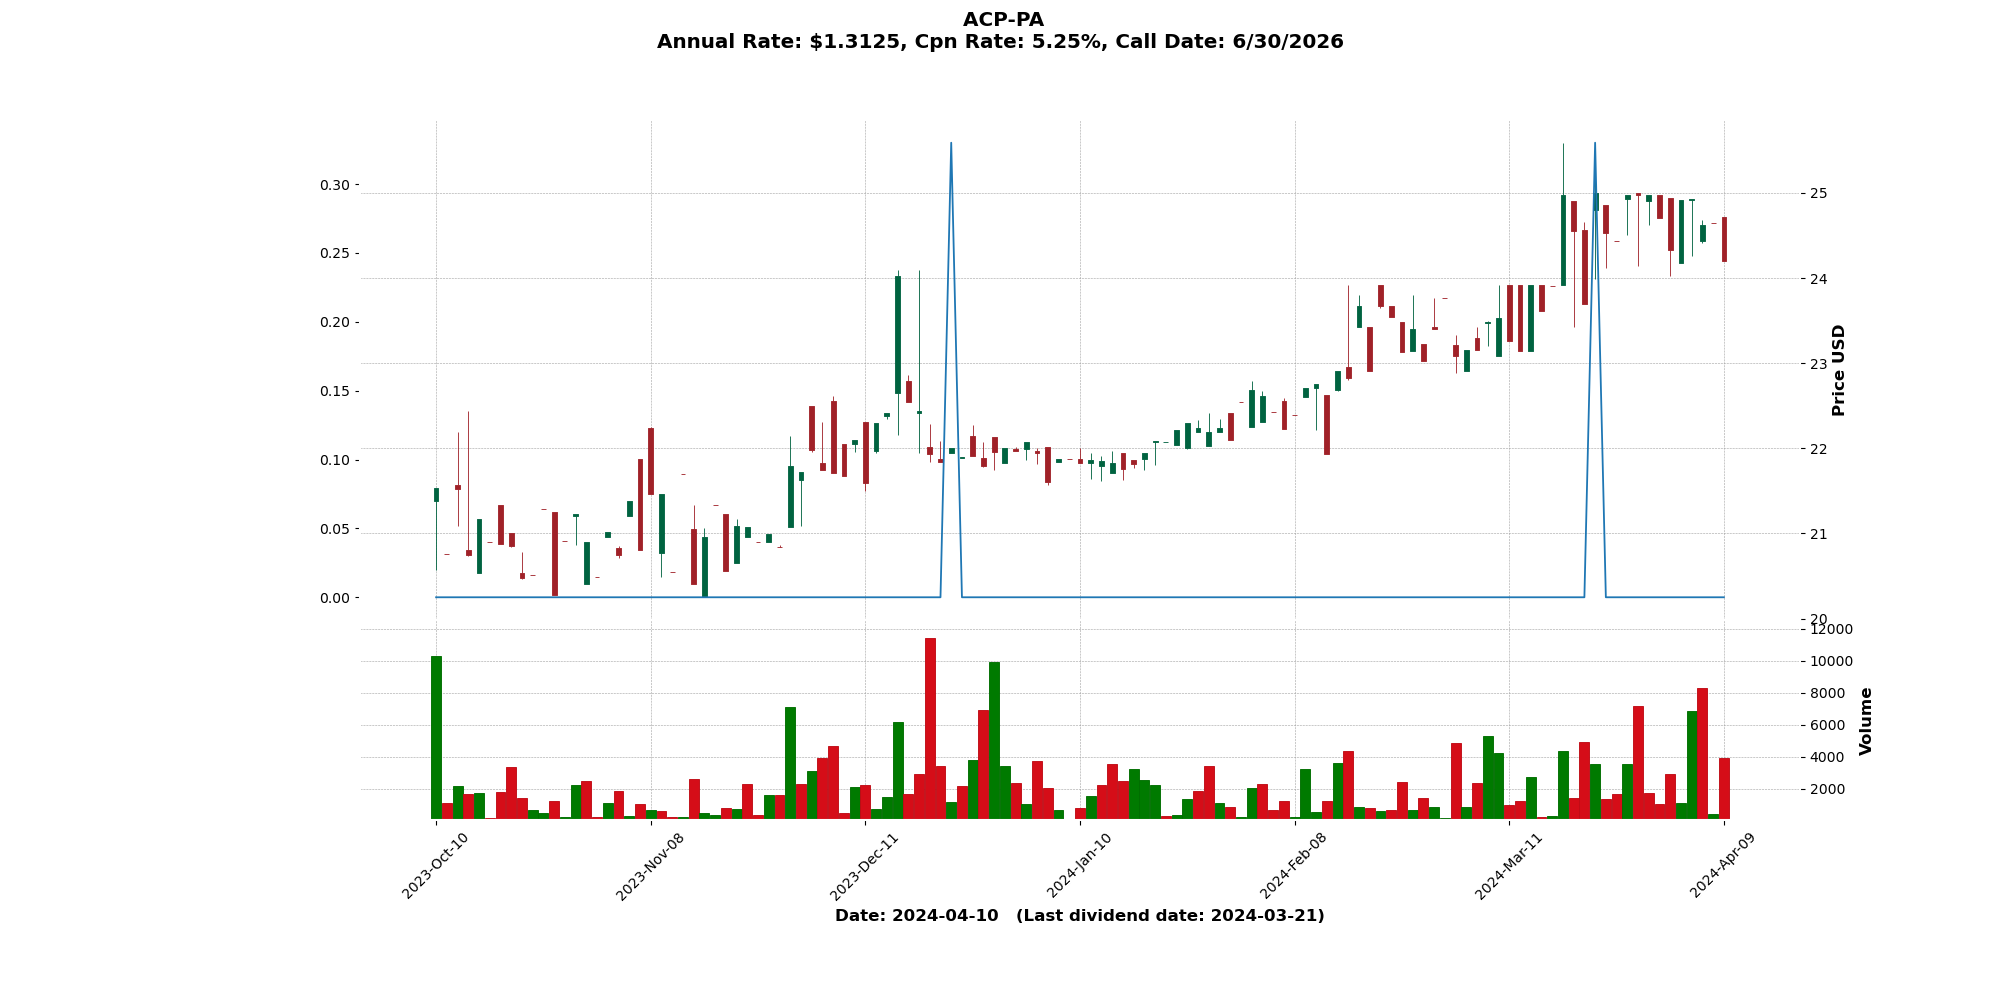 ACP-PA
Annual Rate: $1.3125, Cpn Rate: 5.25%, Call Date: 6/30/2026
0.30
0.25
0.20
0.15
0.10
0.05
0.00
25
24
23
22
21
20
Price USD
12000
10000
8000
6000
4000
2000
Volume
2023-Oct-10
2023-Nov-08
2023-Dec-11
2024-Jan-10
2024-Feb-08
2024-Mar-11
2024-Apr-09
Date: 2024-04-10 (Last dividend date: 2024-03-21)